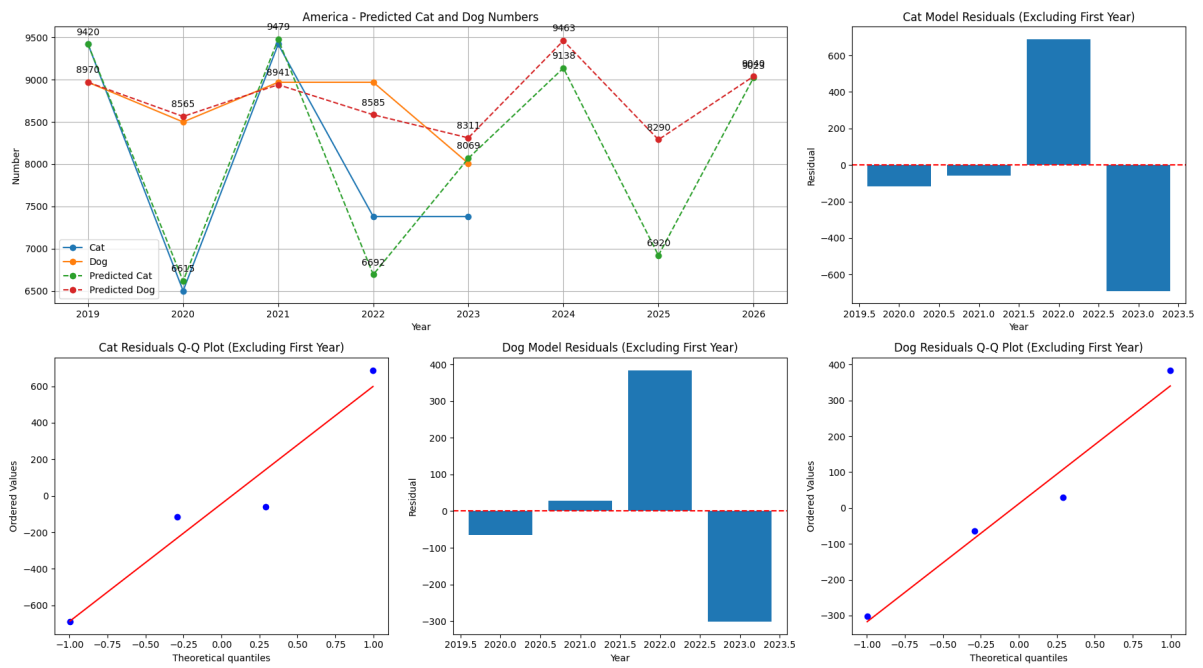 America - Predicted Cat and Dog Numbers
9420
9479
9463
9500
9138
9040
9000
8970
8941
8565
8585
8500
8311
8290
8069
8000
Number
7500
7000
6920
6615
6692
6500
Cat
Dog
Predicted Cat
Predicted Dog
2019 2020 2021 2022 2023 2024 2025 2026
Year
Cat Model Residuals (Excluding First Year)
600
400
200
0
−200
−400
−600
Residual
2019.5 2020.0 2020.5 2021.0 2021.5 2022.0 2022.5 2023.0 2023.5
Year
Cat Residuals Q-Q Plot (Excluding First Year)
600
400
200
0
−200
−400
−600
Ordered Values
−1.00 −0.75 −0.50 −0.25 0.00 0.25 0.50 0.75 1.00
Theoretical quantiles
Dog Model Residuals (Excluding First Year)
400
300
200
100
0
−100
−200
−300
Residual
2019.5 2020.0 2020.5 2021.0 2021.5 2022.0 2022.5 2023.0 2023.5
Year
Dog Residuals Q-Q Plot (Excluding First Year)
400
300
200
100
0
−100
−200
−300
Ordered Values
−1.00 −0.75 −0.50 −0.25 0.00 0.25 0.50 0.75 1.00
Theoretical quantiles